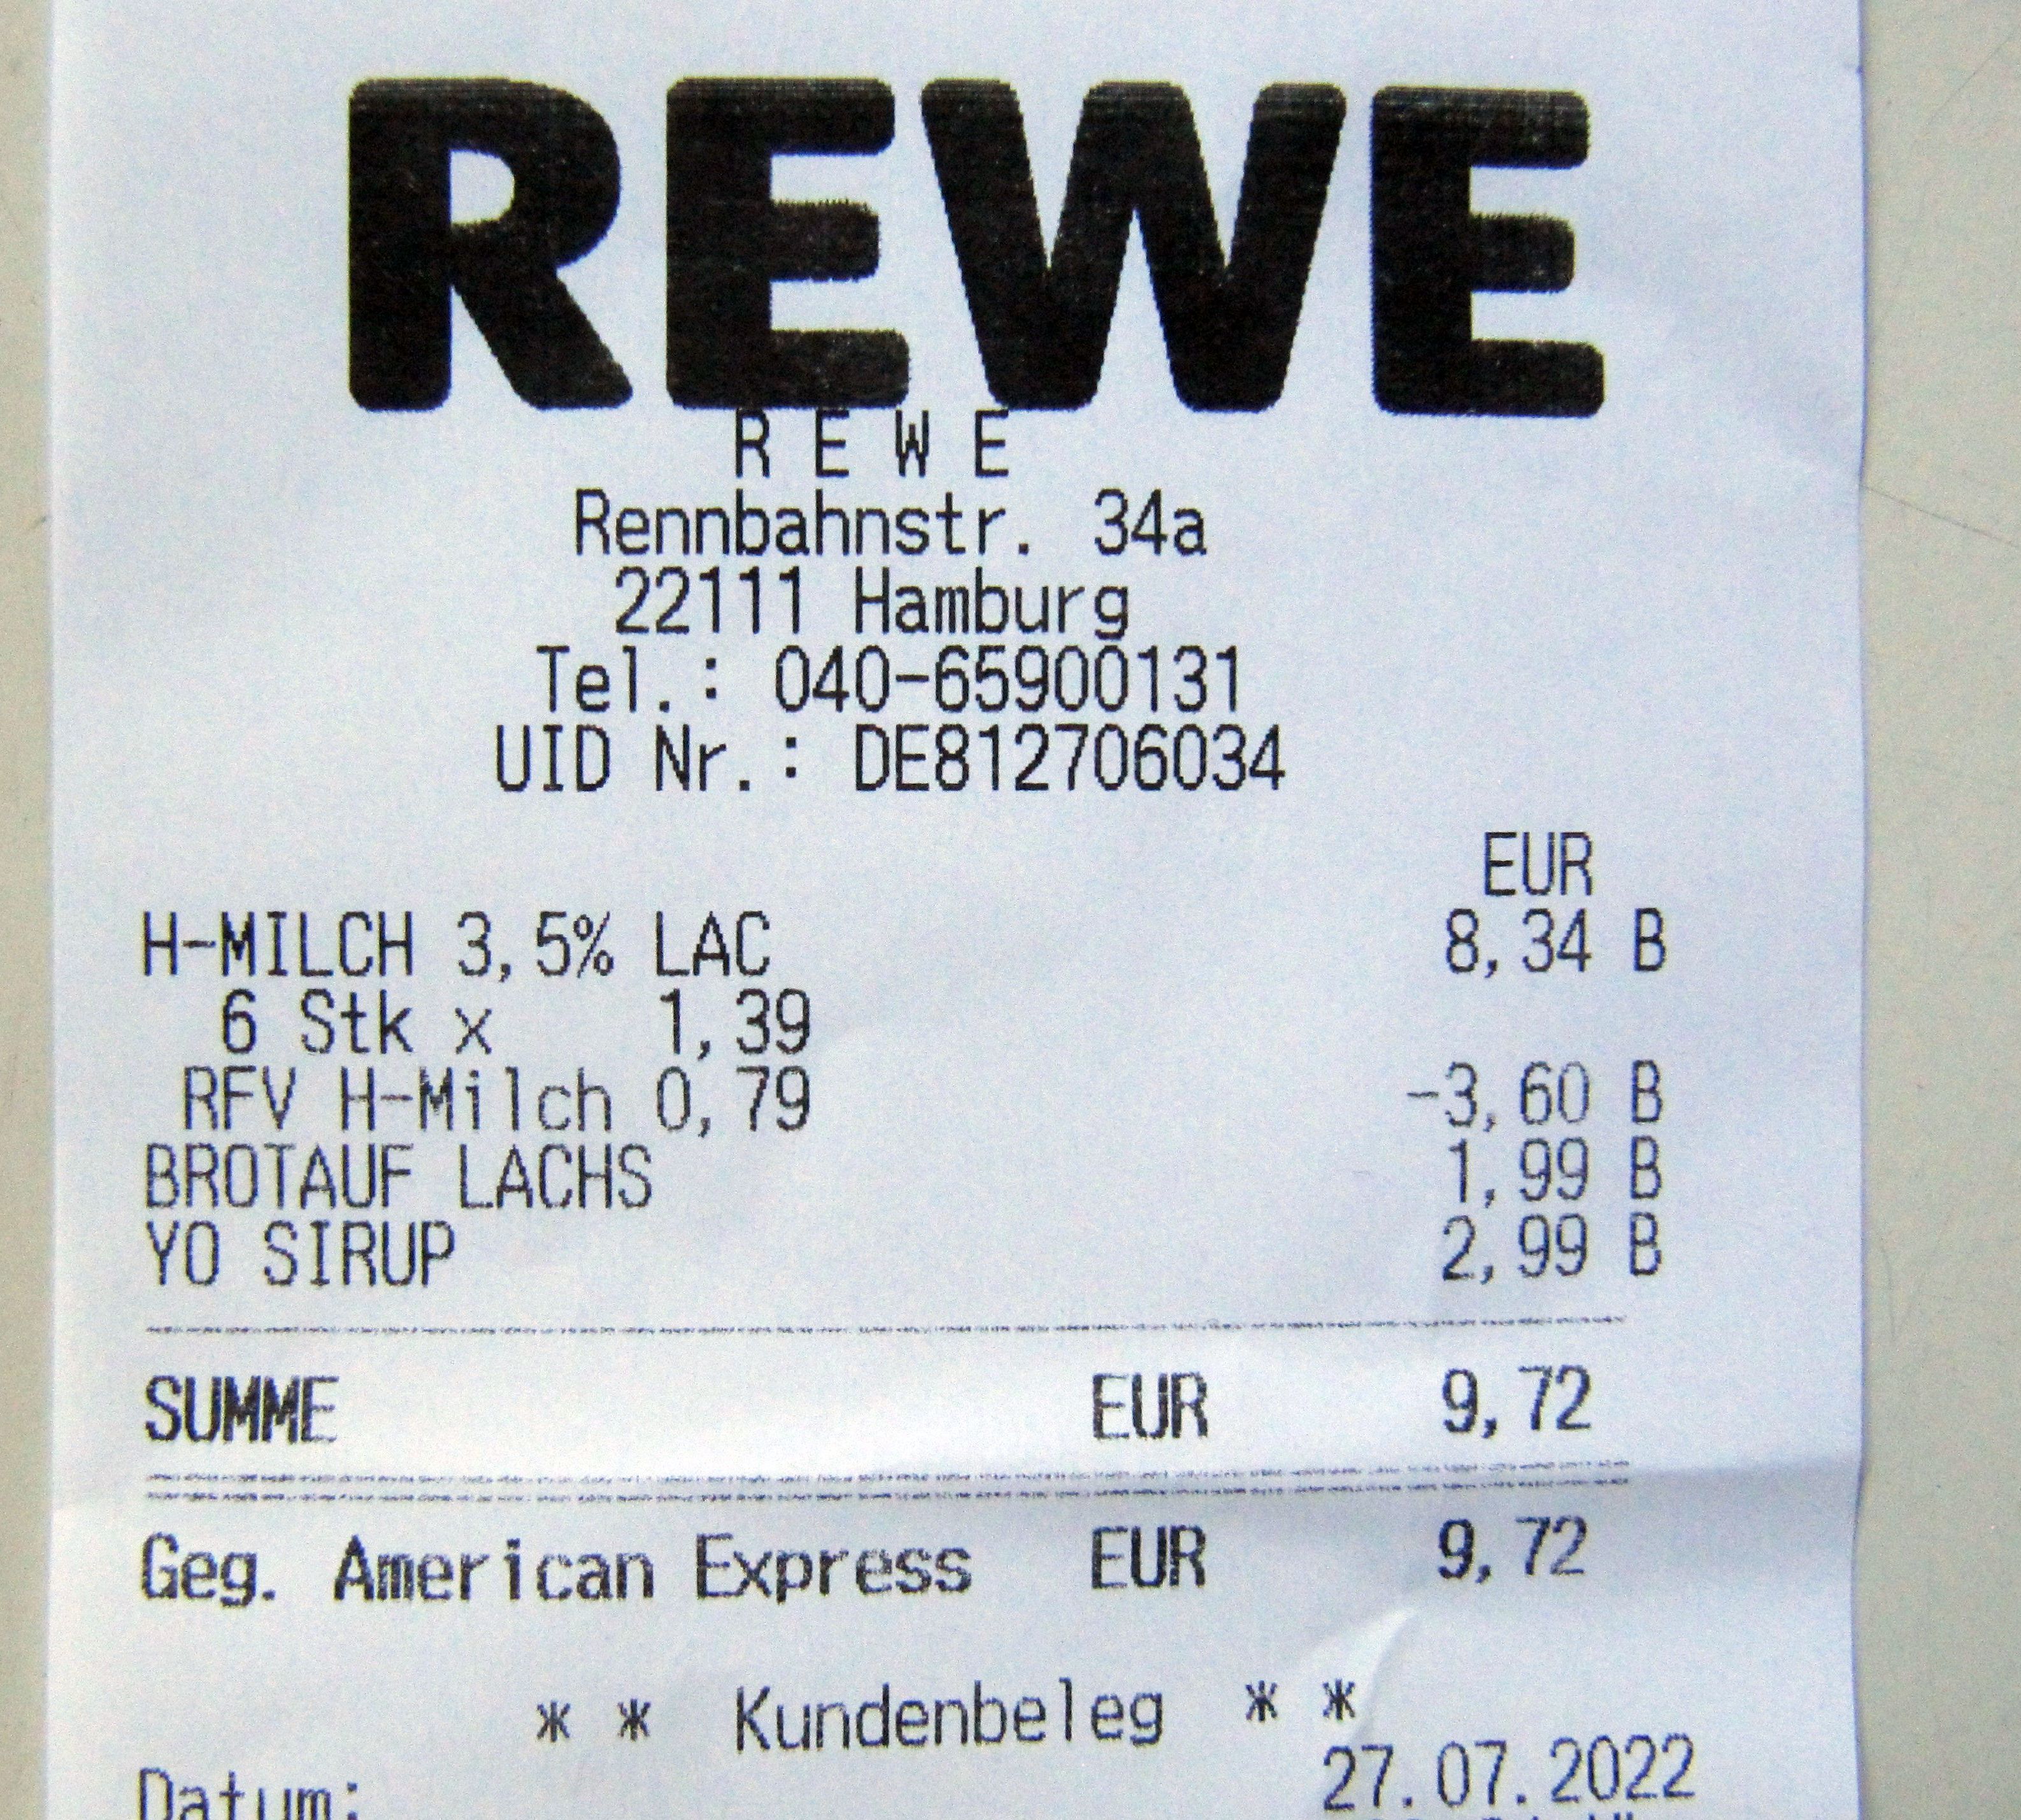 REWE
R E W E
Rennbahnstr. 34a
22111 Hamburg
Tel.: 040-65900131
UID Nr.: DE812706034
EUR
H-MILCH 3,5% LAC 8,34 B
6 Stk x 1,39
RFV H-Milch 0,79 -3,60 B
BROTAUF LACHS 1,99 B
YO SIRUP 2,99 B
SUMME EUR 9,72
Geg. American Express EUR 9,72
* * Kundenbeleg * *
Datum: 27.07.2022